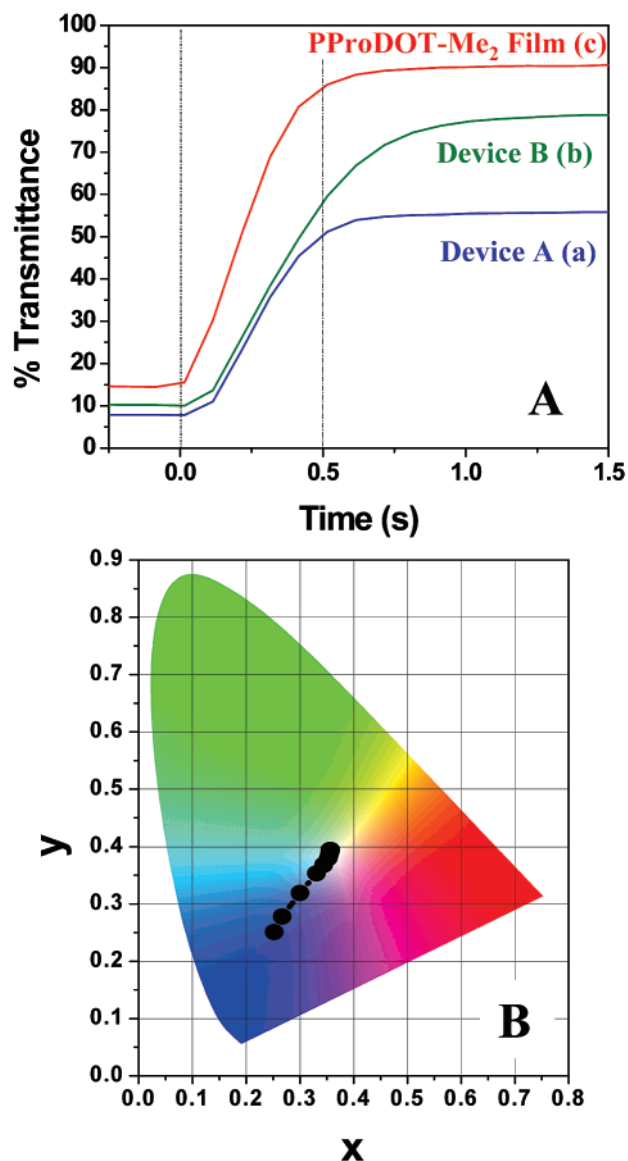 100
90
80
70
60
50
40
30
20
10
0
% Transmittance
PProDOT-Me₂ Film (c)
Device B (b)
Device A (a)
A
0.0 0.5 1.0 1.5
Time (s)
0.9
0.8
0.7
0.6
0.5
0.4
0.3
0.2
0.1
0.0
y
B
0.0 0.1 0.2 0.3 0.4 0.5 0.6 0.7 0.8
x